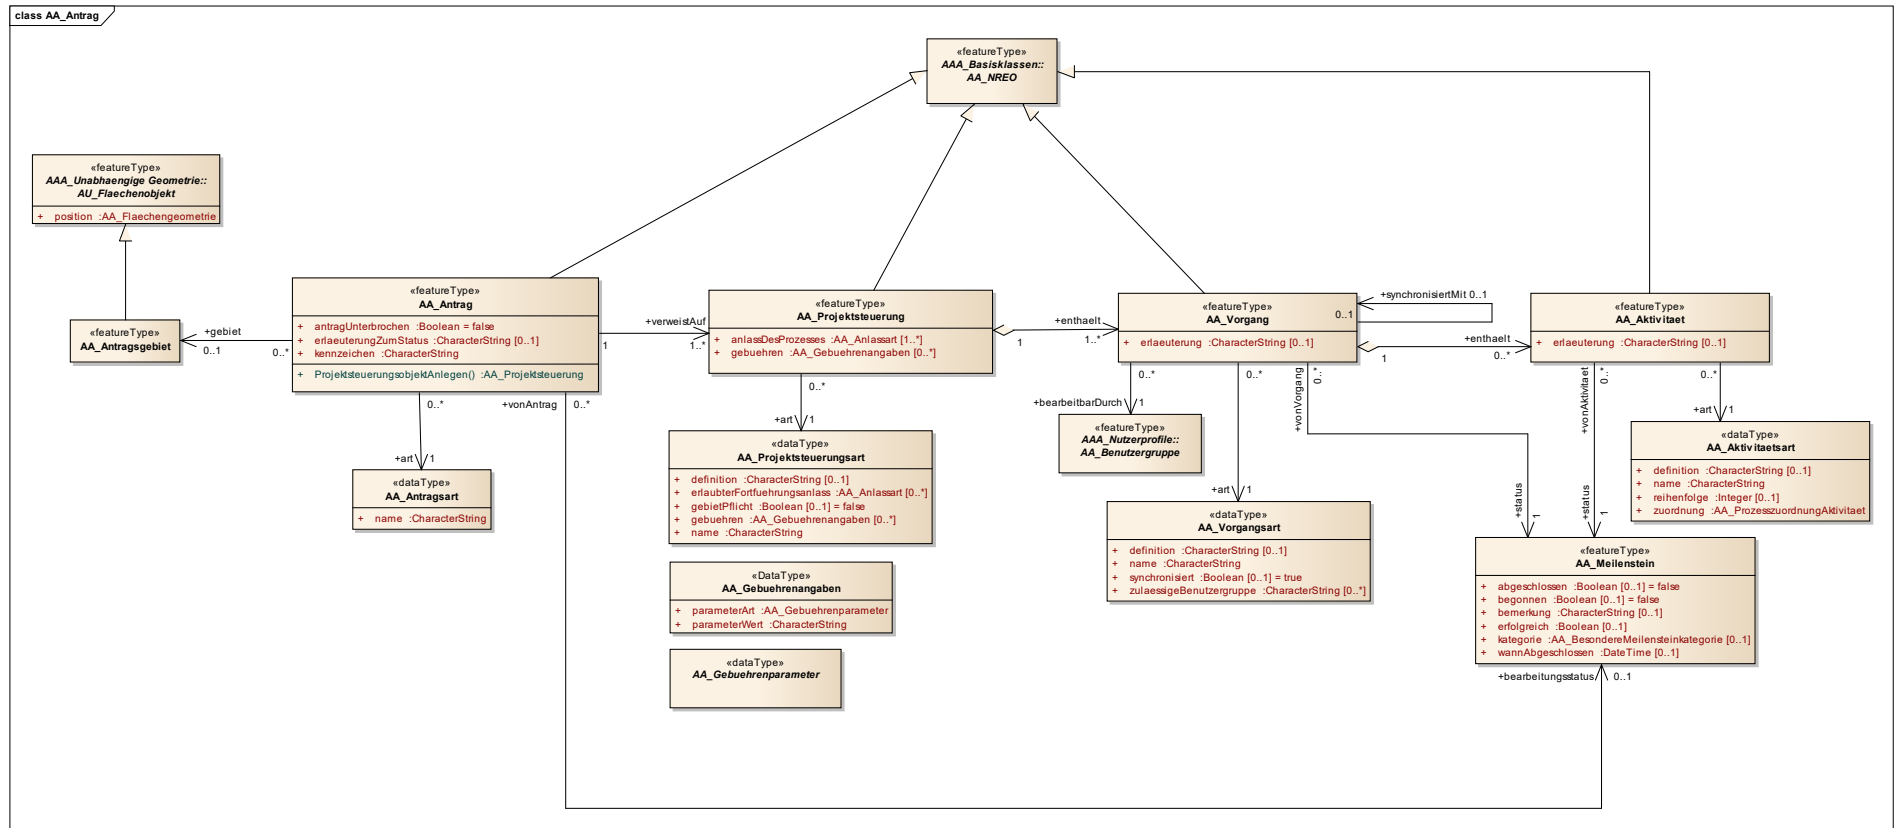 class AA_Antrag
«featureType»
AAA_Basisklassen::
AA_NREO
«featureType»
AAA_Unabhaengige Geometrie::
AU_Flaechenobjekt
+ position :AA_Flaechengeometrie
«featureType»
AA_Antragsgebiet
+gebiet
0..1
0..*
«featureType»
AA_Antrag
+ antragUnterbrochen :Boolean = false
+ erlaeuterungZumStatus :CharacterString [0..1]
+ kennzeichen :CharacterString
+ ProjektsteuerungsobjektAnlegen() :AA_Projektsteuerung
+verweistAuf
1
1..*
«featureType»
AA_Projektsteuerung
+ anlassDesProzesses :AA_Anlassart [1..*]
+ gebuehren :AA_Gebuehrenangaben [0..*]
+enthaelt
1
1..*
«featureType»
AA_Vorgang
+ erlaeuterung :CharacterString [0..1]
+synchronisiertMit 0..1
0..1
+enthaelt
1
0..*
«featureType»
AA_Aktivitaet
+ erlaeuterung :CharacterString [0..1]
0..*
+art
1
«dataType»
AA_Antragsart
+ name :CharacterString
+vonAntrag
0..*
0..*
+art
1
«dataType»
AA_Projektsteuerungsart
+ definition :CharacterString [0..1]
+ erlaubterFortfuehrungsanlass :AA_Anlassart [0..*]
+ gebietPflicht :Boolean [0..1] = false
+ gebuehren :AA_Gebuehrenangaben [0..*]
+ name :CharacterString
«DataType»
AA_Gebuehrenangaben
+ parameterArt :AA_Gebuehrenparameter
+ parameterWert :CharacterString
«dataType»
AA_Gebuehrenparameter
0..*
+bearbeitbarDurch
1
«featureType»
AAA_Nutzerprofile::
AA_Benutzergruppe
0..*
+art
1
«dataType»
AA_Vorgangsart
+ definition :CharacterString [0..1]
+ name :CharacterString
+ synchronisiert :Boolean [0..1] = true
+ zulaessigeBenutzergruppe :CharacterString [0..*]
+vonVorgang
0..*
+status
1
+vonAktivitaet
0..*
+status
1
0..*
+art
1
«dataType»
AA_Aktivitaetsart
+ definition :CharacterString [0..1]
+ name :CharacterString
+ reihenfolge :Integer [0..1]
+ zuordnung :AA_ProzesszuordnungAktivitaet
«featureType»
AA_Meilenstein
+ abgeschlossen :Boolean [0..1] = false
+ begonnen :Boolean [0..1] = false
+ bemerkung :CharacterString [0..1]
+ erfolgreich :Boolean [0..1]
+ kategorie :AA_BesondereMeilensteinkategorie [0..1]
+ wannAbgeschlossen :DateTime [0..1]
+bearbeitungsstatus
0..1